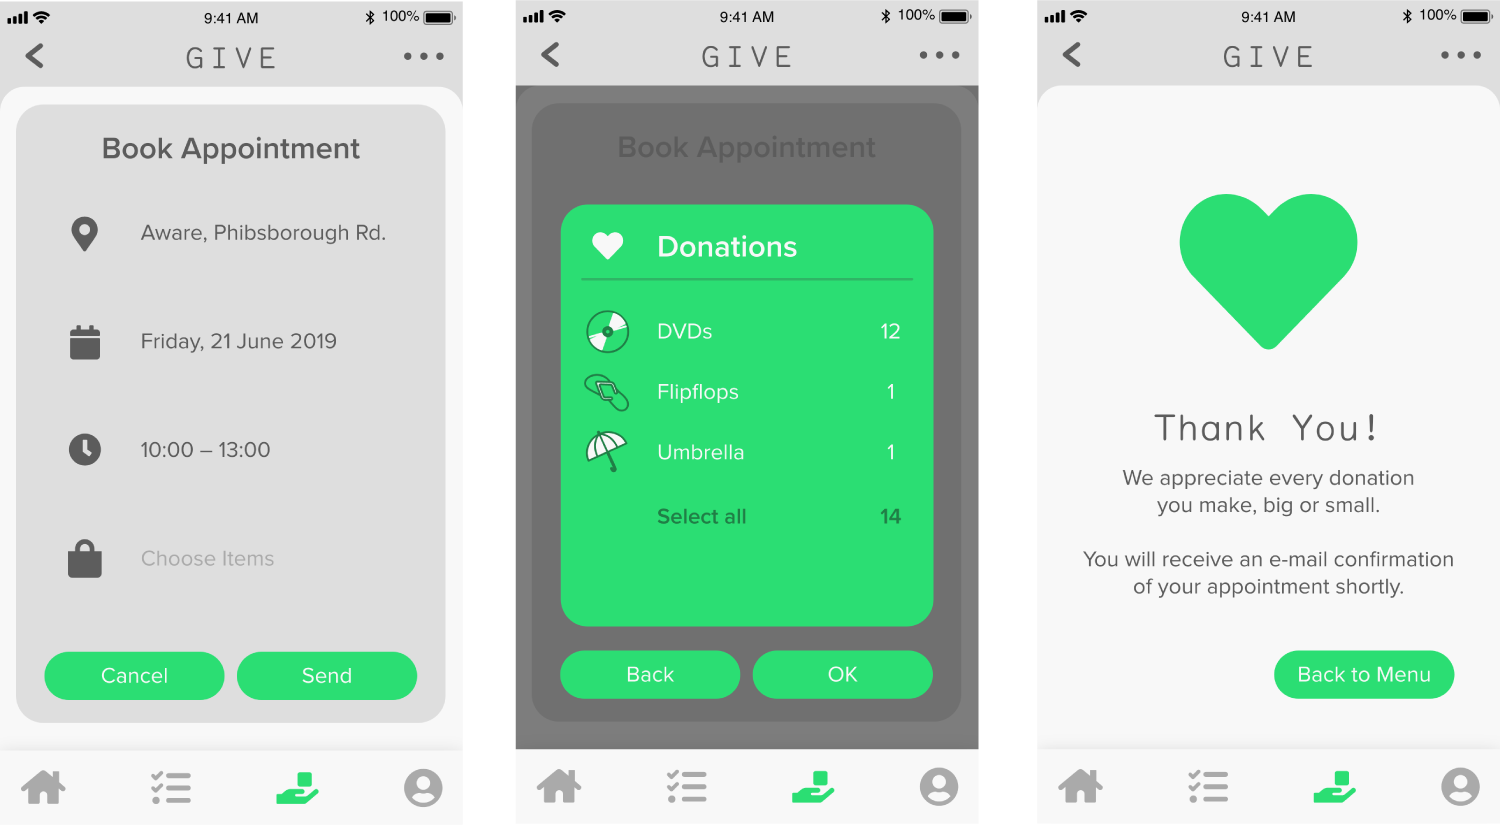 9:41 AM
100%
GIVE
Book Appointment
Aware, Phibsborough Rd.
Friday, 21 June 2019
10:00 – 13:00
Choose Items
Cancel
Send
9:41 AM
100%
GIVE
Book Appointment
Donations
DVDs 12
Flipflops 1
Umbrella 1
Select all 14
Back
OK
9:41 AM
100%
GIVE
Thank You!
We appreciate every donation
you make, big or small.
You will receive an e-mail confirmation
of your appointment shortly.
Back to Menu